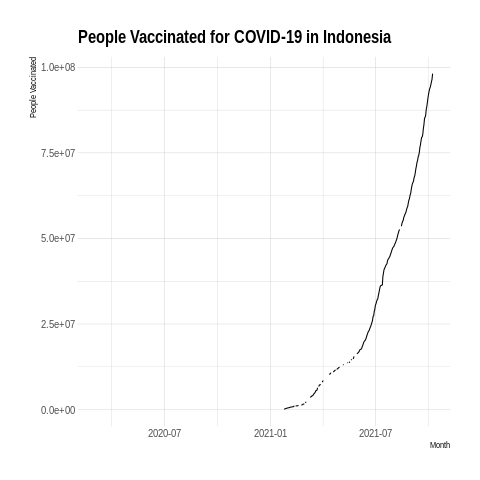 People Vaccinated for COVID-19 in Indonesia
People Vaccinated
1.0e+08
7.5e+07
5.0e+07
2.5e+07
0.0e+00
2020-07
2021-01
2021-07
Month